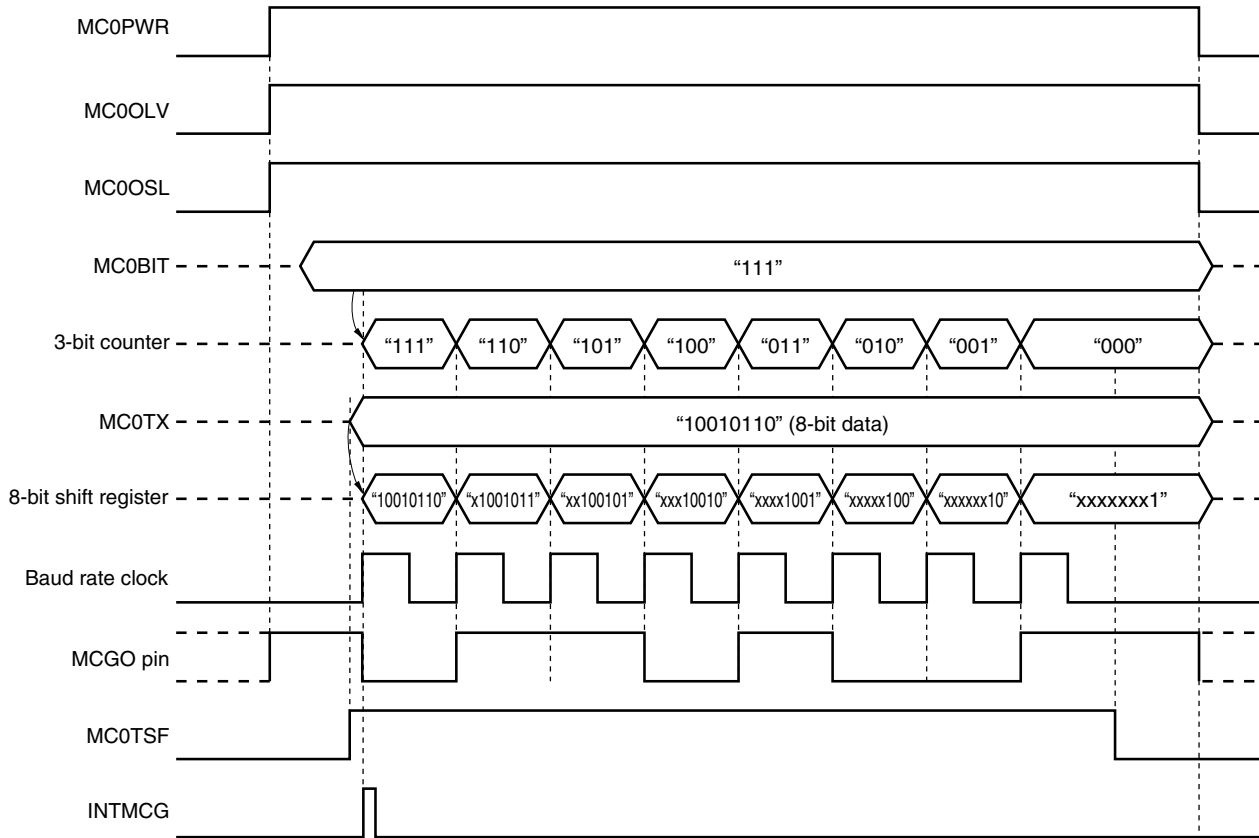 MC0PWR
MC0OLV
MC0OSL
MC0BIT
“111”
3-bit counter
“111” “110” “101” “100” “011” “010” “001” “000”
MC0TX
“10010110” (8-bit data)
8-bit shift register
“10010110” “x1001011” “xx100101” “xxx10010” “xxxx1001” “xxxxx100” “xxxxxx10” “xxxxxxx1”
Baud rate clock
MCGO pin
MC0TSF
INTMCG